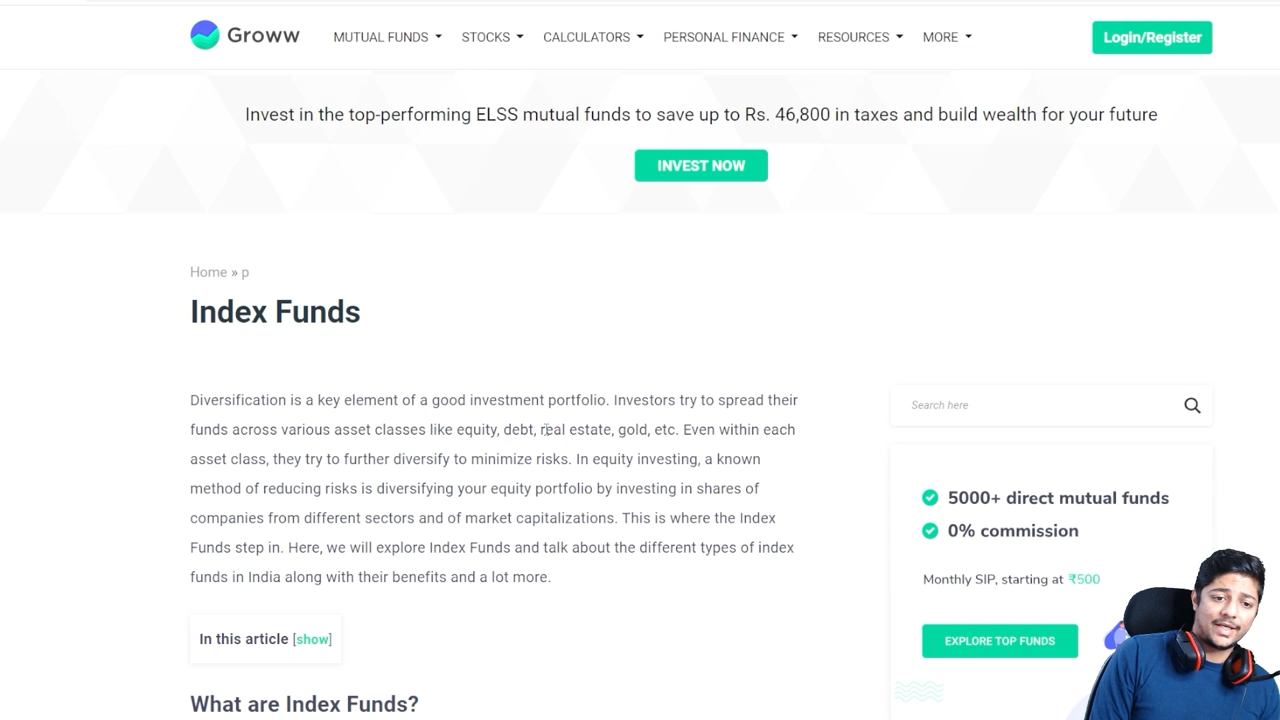 Groww
MUTUAL FUNDS
STOCKS
CALCULATORS
PERSONAL FINANCE
RESOURCES
MORE
Login/Register
Invest in the top-performing ELSS mutual funds to save up to Rs. 46,800 in taxes and build wealth for your future
INVEST NOW
Home » p
Index Funds
Diversification is a key element of a good investment portfolio. Investors try to spread their
funds across various asset classes like equity, debt, real estate, gold, etc. Even within each
asset class, they try to further diversify to minimize risks. In equity investing, a known
method of reducing risks is diversifying your equity portfolio by investing in shares of
companies from different sectors and of market capitalizations. This is where the Index
Funds step in. Here, we will explore Index Funds and talk about the different types of index
funds in India along with their benefits and a lot more.
In this article [show]
What are Index Funds?
Search here
5000+ direct mutual funds
0% commission
Monthly SIP, starting at ₹500
EXPLORE TOP FUNDS